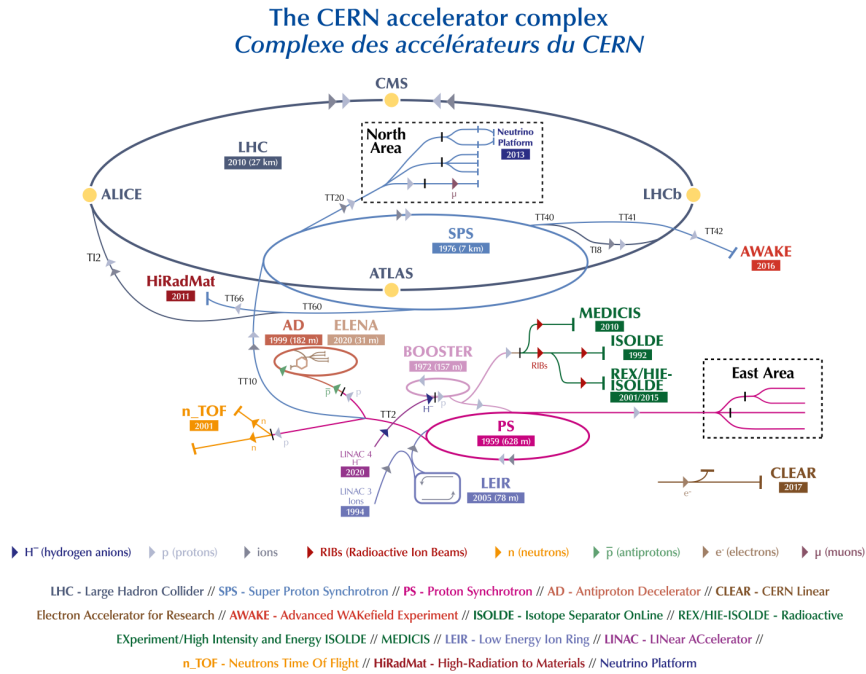 The CERN accelerator complex
Complexe des accélérateurs du CERN
CMS
North
Area
Neutrino
Platform
2013
LHC
2010 (27 km)
ALICE
LHCb
TT20
μ
TT40
TT41
TT42
SPS
1976 (7 km)
TI8
TI2
AWAKE
2016
HiRadMat
2011
ATLAS
TT66
TT60
MEDICIS
2010
AD
1999 (182 m)
ELENA
2020 (31 m)
BOOSTER
1972 (157 m)
ISOLDE
1992
RIBs
REX/HIE-
ISOLDE
2001/2015
East Area
TT10
p̅
p
H⁻
p
n_TOF
2001
n
n
p
TT2
PS
1959 (628 m)
LINAC 4
H⁻
2020
LINAC 3
Ions
1994
LEIR
2005 (78 m)
CLEAR
2017
e⁻
H⁻ (hydrogen anions)
p (protons)
ions
RIBs (Radioactive Ion Beams)
n (neutrons)
p̅ (antiprotons)
e⁻ (electrons)
μ (muons)
LHC - Large Hadron Collider // SPS - Super Proton Synchrotron // PS - Proton Synchrotron // AD - Antiproton Decelerator // CLEAR - CERN Linear
Electron Accelerator for Research // AWAKE - Advanced WAKefield Experiment // ISOLDE - Isotope Separator OnLine // REX/HIE-ISOLDE - Radioactive
EXperiment/High Intensity and Energy ISOLDE // MEDICIS // LEIR - Low Energy Ion Ring // LINAC - LINear ACcelerator //
n_TOF - Neutrons Time Of Flight // HiRadMat - High-Radiation to Materials // Neutrino Platform